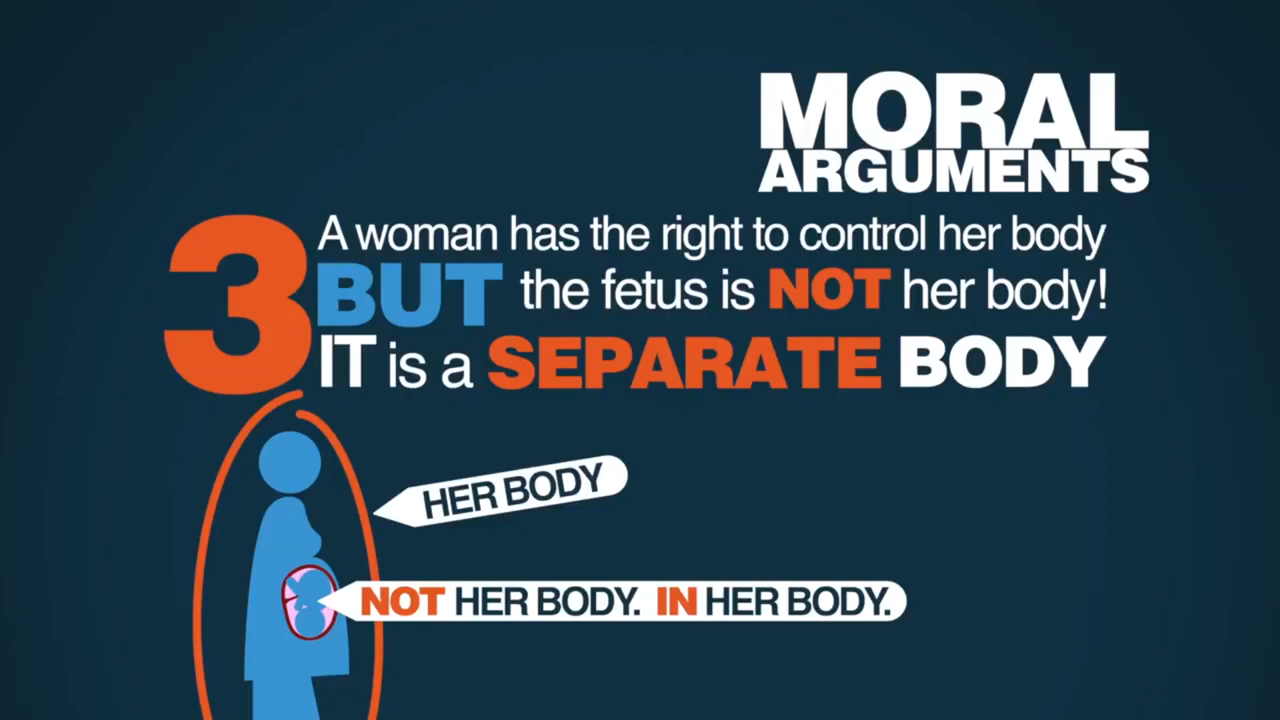 MORAL
ARGUMENTS
3
A woman has the right to control her body
BUT the fetus is NOT her body!
IT is a SEPARATE BODY
HER BODY
NOT HER BODY. IN HER BODY.